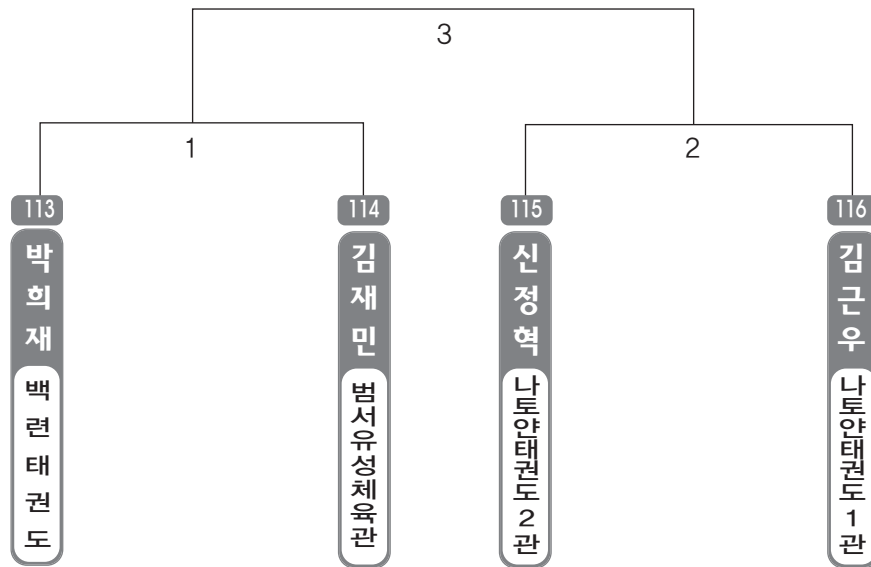 3
1
2
113
박희재
백련태권도
114
김재민
범서유성체육관
115
신정혁
나토얀태권도2관
116
김근우
나토얀태권도1관